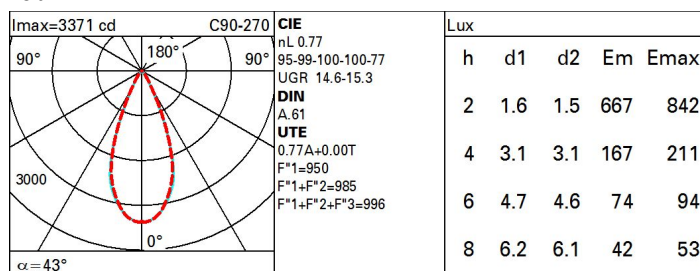 Imax=3371 cd C90-270
90° 180° 90°
3000
0°
α=43°
CIE
nL 0.77
95-99-100-100-77
UGR 14.6-15.3
DIN
A.61
UTE
0.77A+0.00T
F"1=950
F"1+F"2=985
F"1+F"2+F"3=996
Lux
h d1 d2 Em Emax
2 1.6 1.5 667 842
4 3.1 3.1 167 211
6 4.7 4.6 74 94
8 6.2 6.1 42 53